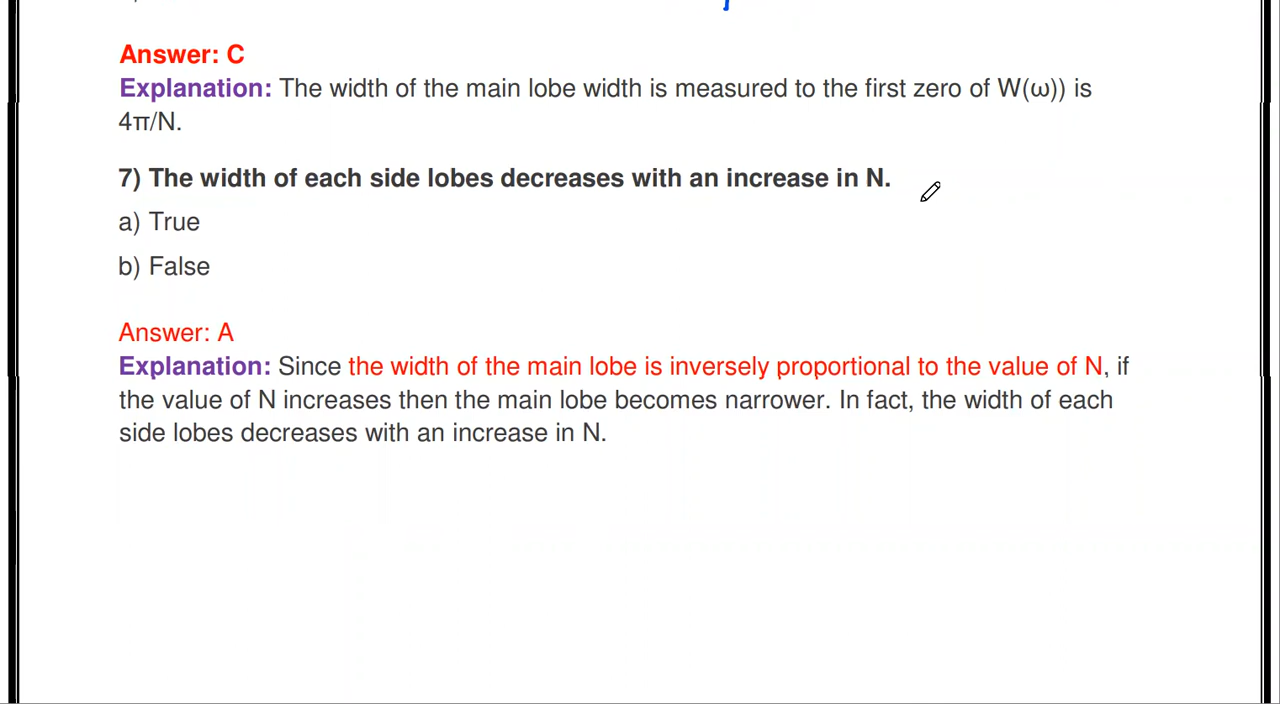 Answer: C
Explanation: The width of the main lobe width is measured to the first zero of W(ω)) is
4π/N.
7) The width of each side lobes decreases with an increase in N.
a) True
b) False
Answer: A
Explanation: Since the width of the main lobe is inversely proportional to the value of N, if
the value of N increases then the main lobe becomes narrower. In fact, the width of each
side lobes decreases with an increase in N.